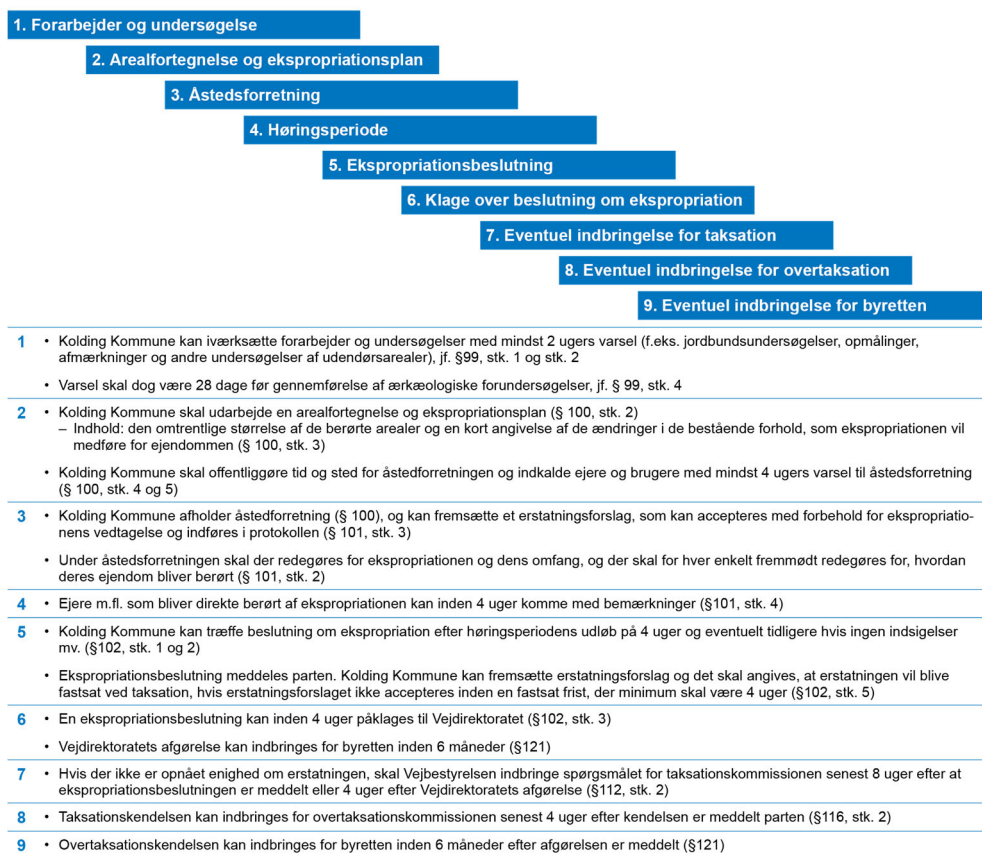 1. Forarbejder og undersøgelse
2. Arealfortegnelse og ekspropriationsplan
3. Åstedsforretning
4. Høringsperiode
5. Ekspropriationsbeslutning
6. Klage over beslutning om ekspropriation
7. Eventuel indbringelse for taksation
8. Eventuel indbringelse for overtaksation
9. Eventuel indbringelse for byretten
1 • Kolding Kommune kan iværksætte forarbejder og undersøgelser med mindst 2 ugers varsel (f.eks. jordbundsundersøgelser, opmålinger,
afmærkninger og andre undersøgelser af udendørsarealer), jf. §99, stk. 1 og stk. 2
• Varsel skal dog være 28 dage før gennemførelse af ærkæologiske forundersøgelser, jf. § 99, stk. 4
2 • Kolding Kommune skal udarbejde en arealfortegnelse og ekspropriationsplan (§ 100, stk. 2)
– Indhold: den omtrentlige størrelse af de berørte arealer og en kort angivelse af de ændringer i de bestående forhold, som ekspropriationen vil
medføre for ejendommen (§ 100, stk. 3)
• Kolding Kommune skal offentliggøre tid og sted for åstedforretningen og indkalde ejere og brugere med mindst 4 ugers varsel til åstedsforretning
(§ 100, stk. 4 og 5)
3 • Kolding Kommune afholder åstedforretning (§ 100), og kan fremsætte et erstatningsforslag, som kan accepteres med forbehold for ekspropriatio-
nens vedtagelse og indføres i protokollen (§ 101, stk. 3)
• Under åstedsforretningen skal der redegøres for ekspropriationen og dens omfang, og der skal for hver enkelt fremmødt redegøres for, hvordan
deres ejendom bliver berørt (§ 101, stk. 2)
4 • Ejere m.fl. som bliver direkte berørt af ekspropriationen kan inden 4 uger komme med bemærkninger (§101, stk. 4)
5 • Kolding Kommune kan træffe beslutning om ekspropriation efter høringsperiodens udløb på 4 uger og eventuelt tidligere hvis ingen indsigelser
mv. (§102, stk. 1 og 2)
• Ekspropriationsbeslutning meddeles parten. Kolding Kommune kan fremsætte erstatningsforslag og det skal angives, at erstatningen vil blive
fastsat ved taksation, hvis erstatningsforslaget ikke accepteres inden en fastsat frist, der minimum skal være 4 uger (§102, stk. 5)
6 • En ekspropriationsbeslutning kan inden 4 uger påklages til Vejdirektoratet (§102, stk. 3)
• Vejdirektoratets afgørelse kan indbringes for byretten inden 6 måneder (§121)
7 • Hvis der ikke er opnået enighed om erstatningen, skal Vejbestyrelsen indbringe spørgsmålet for taksationskommissionen senest 8 uger efter at
ekspropriationsbeslutningen er meddelt eller 4 uger efter Vejdirektoratets afgørelse (§112, stk. 2)
8 • Taksationskendelsen kan indbringes for overtaksationskommissionen senest 4 uger efter kendelsen er meddelt parten (§116, stk. 2)
9 • Overtaksationskendelsen kan indbringes for byretten inden 6 måneder efter afgørelsen er meddelt (§121)